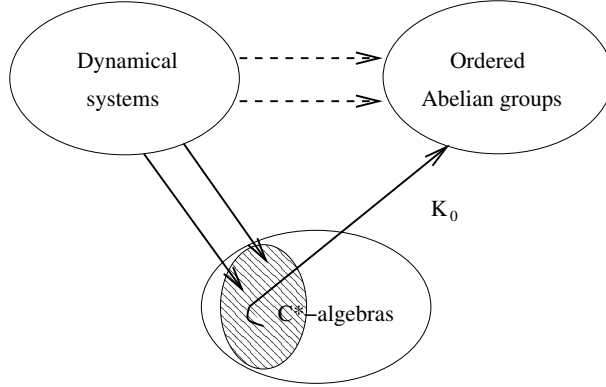 Dynamical
systems
Ordered
Abelian groups
K₀
C*-algebras